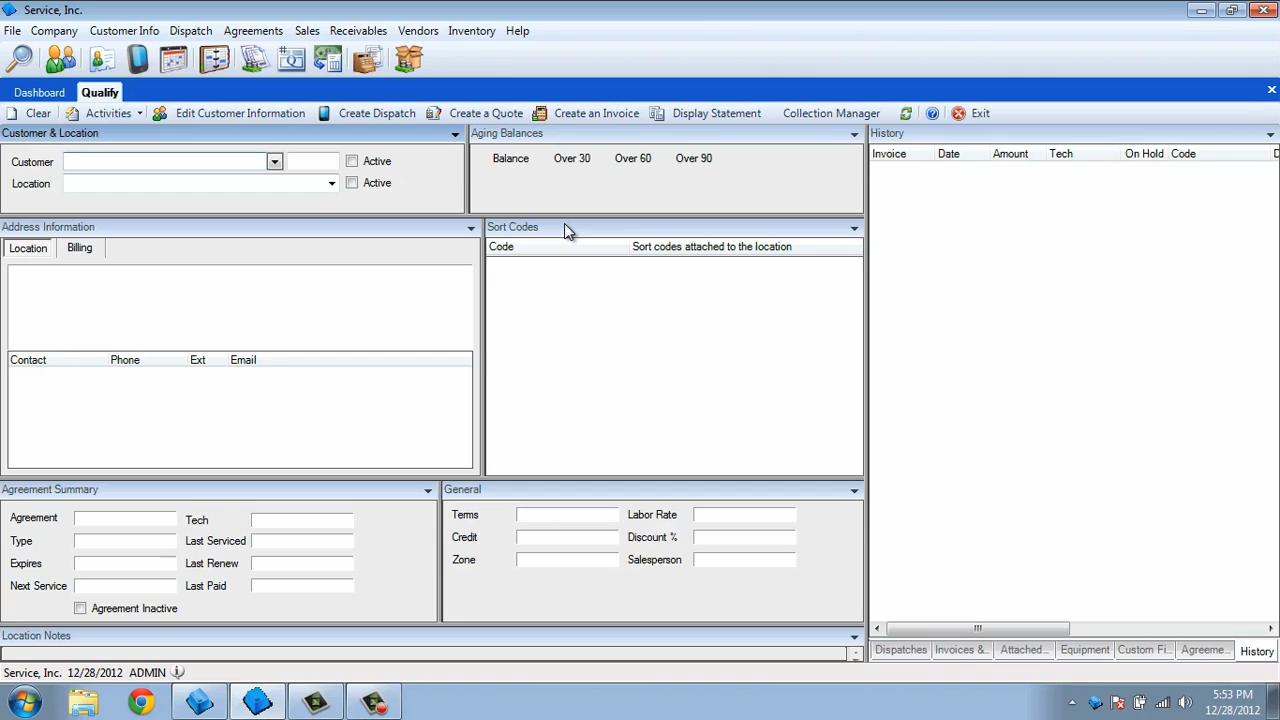 Service, Inc.
File Company Customer Info Dispatch Agreements Sales Receivables Vendors Inventory Help
Dashboard Qualify
Clear Activities Edit Customer Information Create Dispatch Create a Quote Create an Invoice Display Statement Collection Manager Exit
Customer & Location Aging Balances History
Customer Active Balance Over 30 Over 60 Over 90 Invoice Date Amount Tech On Hold Code D
Location Active
Address Information Sort Codes
Location Billing Code Sort codes attached to the location
Contact Phone Ext Email
Agreement Summary General
Agreement Tech Terms Labor Rate
Type Last Serviced Credit Discount %
Expires Last Renew Zone Salesperson
Next Service Last Paid
Agreement Inactive
Location Notes
Dispatches Invoices &... Attached... Equipment Custom Fi... Agreeme... History
Service, Inc. 12/28/2012 ADMIN
5:53 PM
12/28/2012